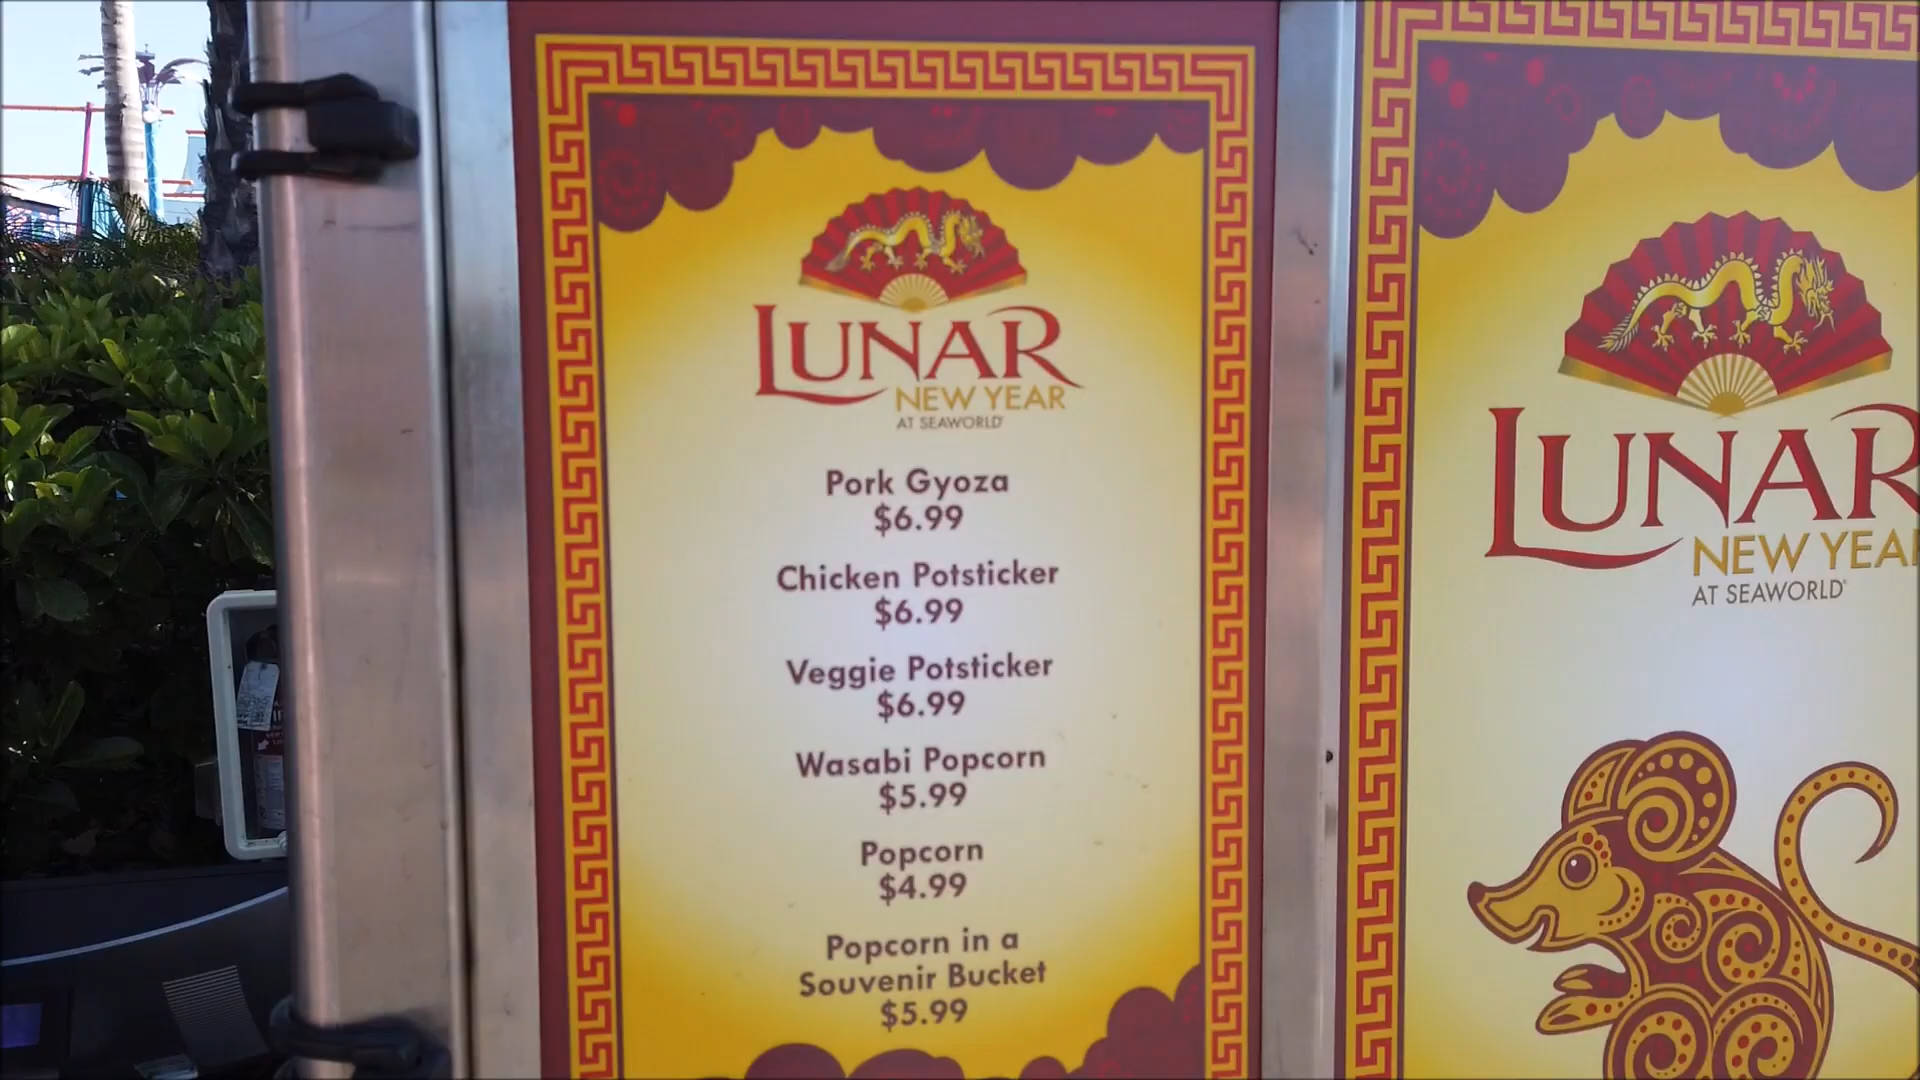 LUNAR
NEW YEAR
AT SEAWORLD
Pork Gyoza
$6.99
Chicken Potsticker
$6.99
Veggie Potsticker
$6.99
Wasabi Popcorn
$5.99
Popcorn
$4.99
Popcorn in a
Souvenir Bucket
$5.99
LUNAR
NEW YEA
AT SEAWORLD